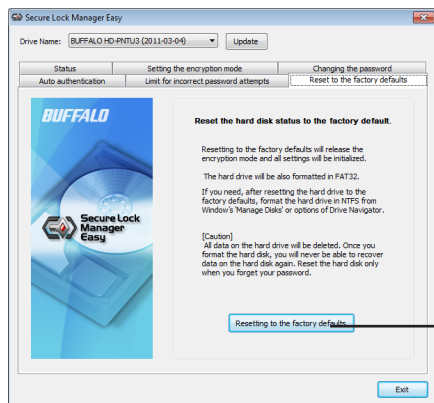 Secure Lock Manager Easy
Drive Name: BUFFALO HD-PNTU3 (2011-03-04) Update
Status Setting the encryption mode Changing the password
Auto authentication Limit for incorrect password attempts Reset to the factory defaults
BUFFALO
Secure Lock
Manager
Easy
Reset the hard disk status to the factory default.
Resetting to the factory defaults will release the
encryption mode and all settings will be initialized.
The hard drive will be also formatted in FAT32.
If you need, after resetting the hard drive to the
factory defaults, format the hard drive in NTFS from
Window's 'Manage Disks' or options of Drive Navigator.
[Caution]
All data on the hard drive will be deleted. Once you
format the hard disk, you will never be able to recover
data on the hard disk again. Reset the hard disk only
when you forget your password.
Resetting to the factory defaults
Exit